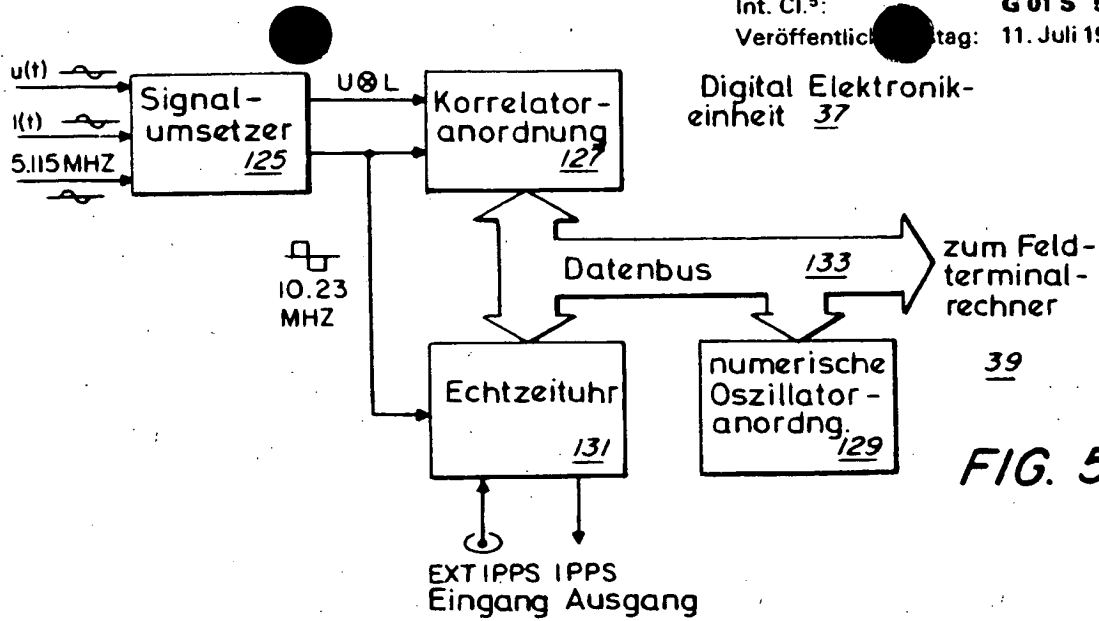 Int. Cl.⁵: G 01 S
Veröffentlic tag: 11. Juli 19
Digital Elektronik-
einheit 37
u(t)
l(t)
5.115 MHZ
Signal-
umsetzer
125
U⊗L
Korrelator-
anordnung
127
10.23
MHZ
Datenbus 133
zum Feld-
terminal-
rechner
39
Echtzeituhr
131
numerische
Oszillator-
anordng.
129
FIG. 5
EXT 1PPS 1PPS
Eingang Ausgang